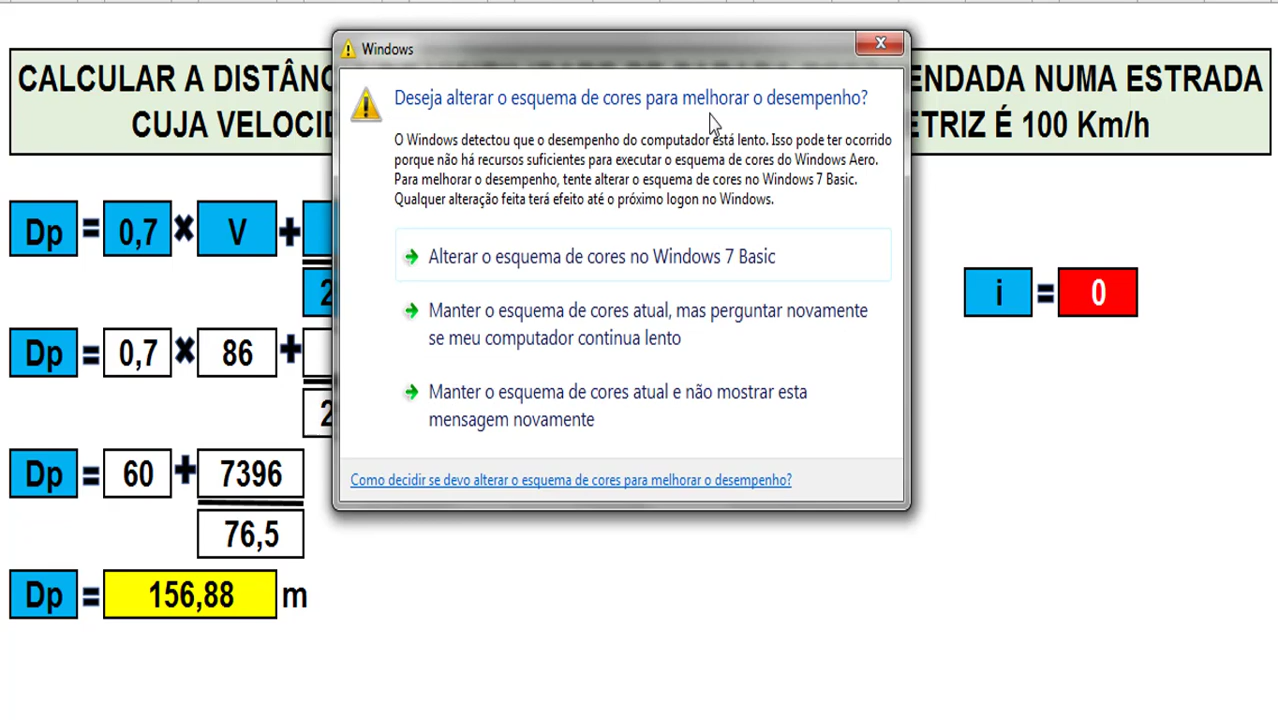 Windows
CALCULAR A DISTÂNC ENDADA NUMA ESTRADA
CUJA VELOCID ETRIZ É 100 Km/h
Deseja alterar o esquema de cores para melhorar o desempenho?
O Windows detectou que o desempenho do computador está lento. Isso pode ter ocorrido
porque não há recursos suficientes para executar o esquema de cores do Windows Aero.
Para melhorar o desempenho, tente alterar o esquema de cores no Windows 7 Basic.
Qualquer alteração feita terá efeito até o próximo logon no Windows.
Alterar o esquema de cores no Windows 7 Basic
Manter o esquema de cores atual, mas perguntar novamente
se meu computador continua lento
Manter o esquema de cores atual e não mostrar esta
mensagem novamente
Como decidir se devo alterar o esquema de cores para melhorar o desempenho?
Dp = 0,7 × V +
2
i = 0
Dp = 0,7 × 86 +
2
Dp = 60 + 7396
76,5
Dp = 156,88 m